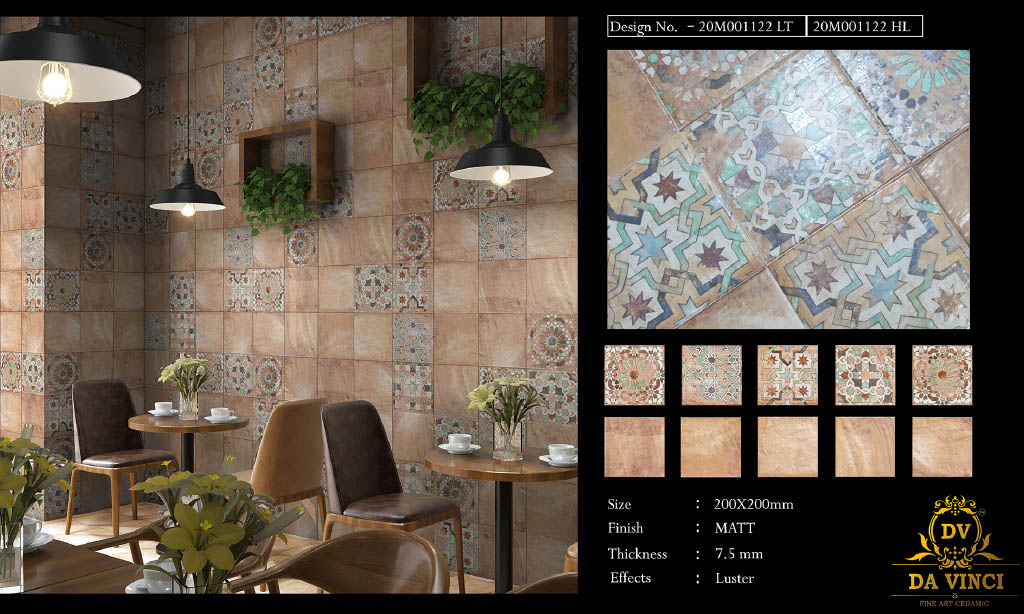 Design No. - 20M001122 LT 20M001122 HL
Size : 200X200mm
Finish : MATT
Thickness : 7.5 mm
Effects : Luster
DV
DA VINCI
FINE ART CERAMIC